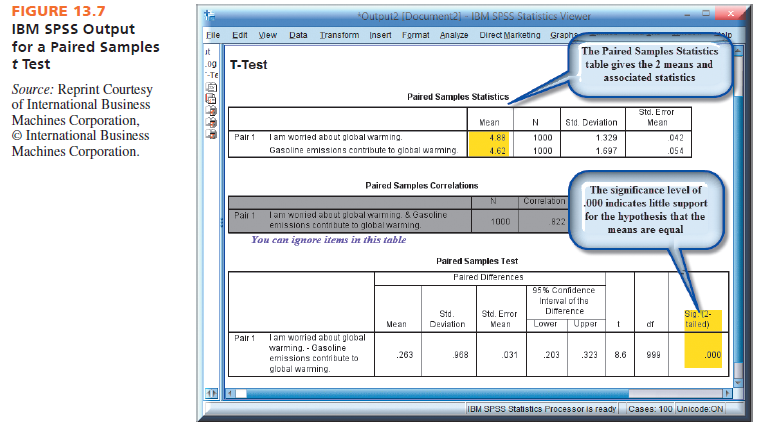 FIGURE 13.7
IBM SPSS Output
for a Paired Samples
t Test
Source: Reprint Courtesy
of International Business
Machines Corporation,
© International Business
Machines Corporation.
*Output2 [Document2] - IBM SPSS Statistics Viewer
File Edit View Data Transform Insert Format Analyze Direct Marketing Graphs
T-Test
The Paired Samples Statistics
table gives the 2 means and
associated statistics
Paired Samples Statistics
Mean N Std. Deviation Std. Error Mean
Pair 1 I am worried about global warming. 4.88 1000 1.329 .042
Gasoline emissions contribute to global warming. 4.62 1000 1.697 .054
Paired Samples Correlations
N Correlation
Pair 1 I am worried about global warming. & Gasoline
emissions contribute to global warming. 1000 .822
You can ignore items in this table
The significance level of
.000 indicates little support
for the hypothesis that the
means are equal
Paired Samples Test
Paired Differences
95% Confidence
Interval of the
Difference
Mean Std. Deviation Std. Error Mean Lower Upper t df Sig. (2-tailed)
Pair 1 I am worried about global
warming. - Gasoline
emissions contribute to
global warming. .263 .968 .031 .203 .323 8.6 999 .000
IBM SPSS Statistics Processor is ready Cases: 100 Unicode:ON